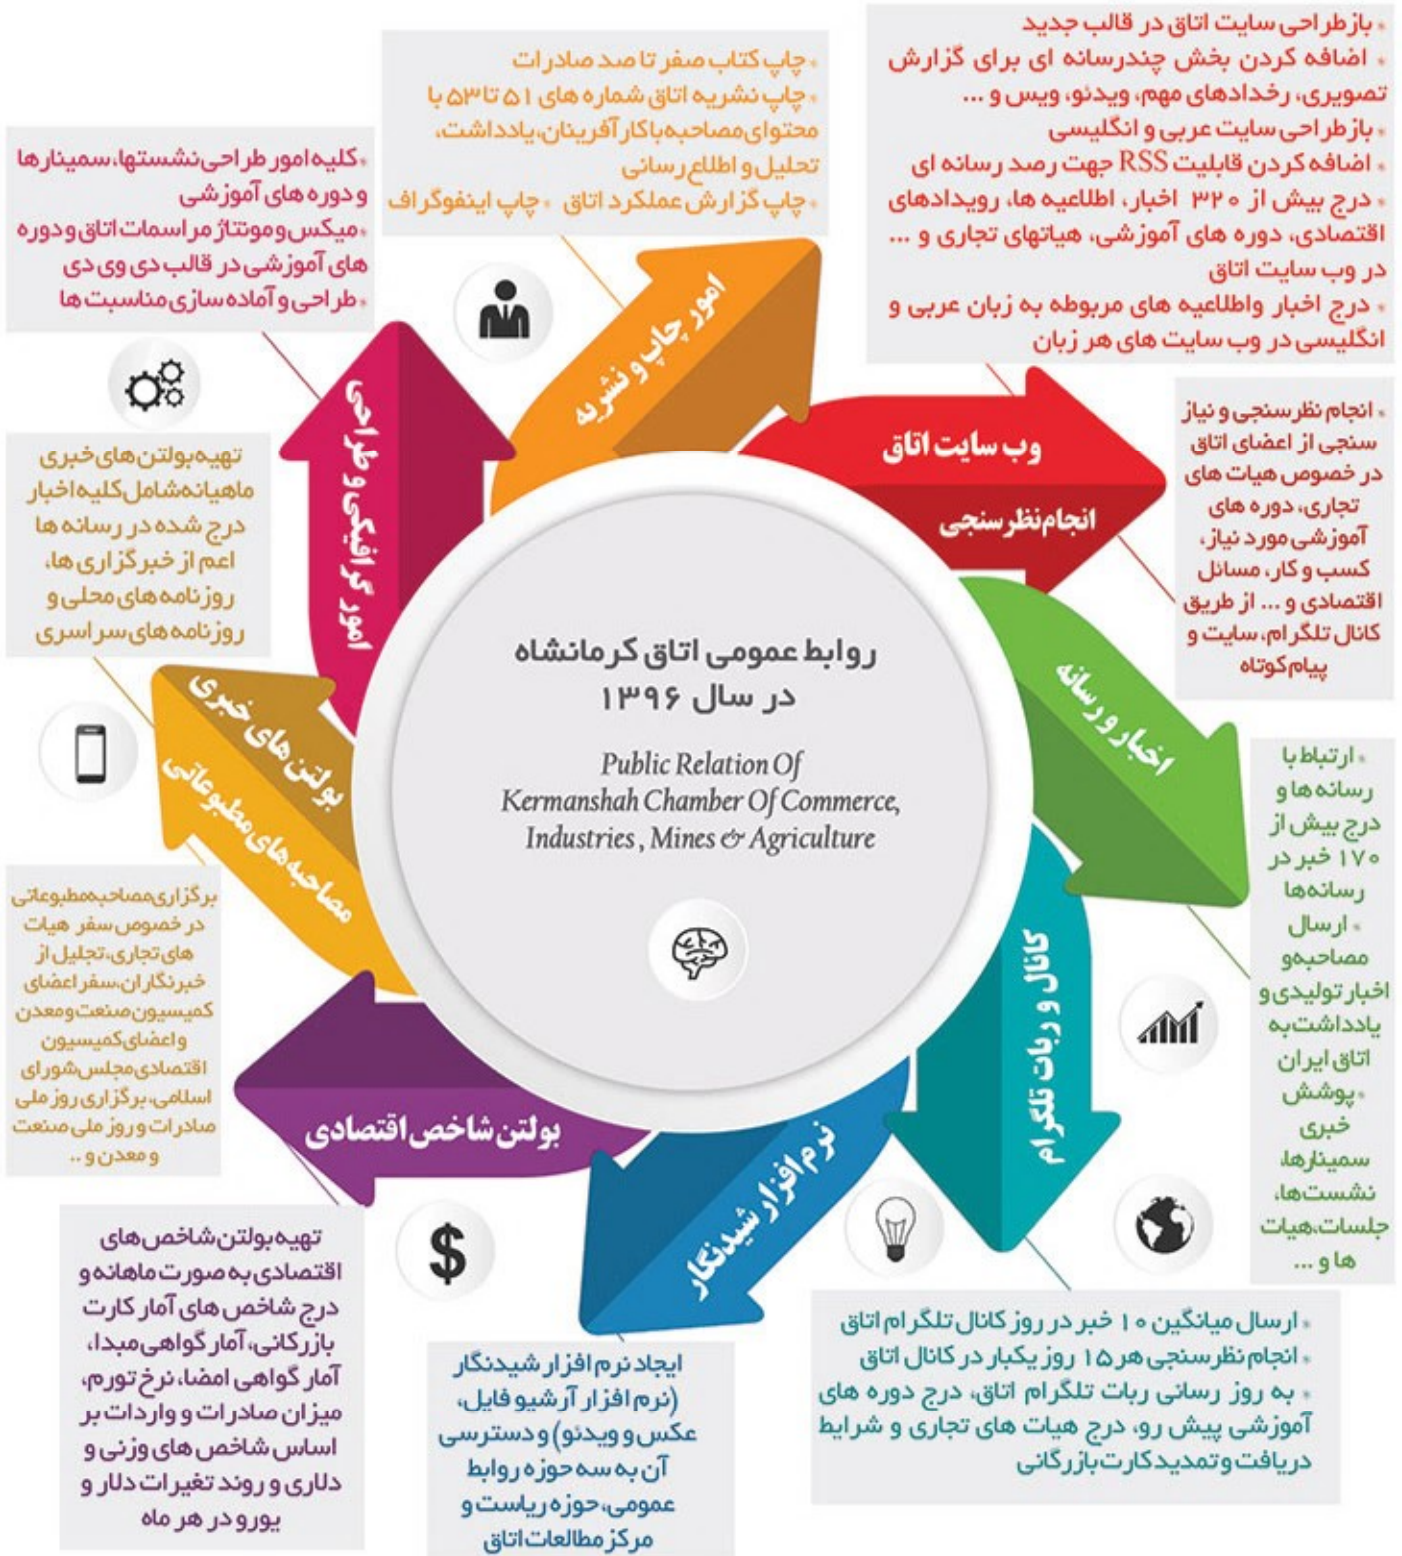 روابط عمومی اتاق کرمانشاه
در سال ۱۳۹۶
Public Relation Of
Kermanshah Chamber Of Commerce,
Industries, Mines & Agriculture
وب سایت اتاق
• بازطراحی سایت اتاق در قالب جدید
• اضافه کردن بخش چندرسانه ای برای گزارش
تصویری، رخدادهای مهم، ویدئو، ویس و ...
• بازطراحی سایت عربی و انگلیسی
• اضافه کردن قابلیت RSS جهت رصد رسانه ای
• درج بیش از ۳۲۰ اخبار، اطلاعیه ها، رویدادهای
اقتصادی، دوره های آموزشی، هیاتهای تجاری و ...
در وب سایت اتاق
• درج اخبار واطلاعیه های مربوطه به زبان عربی و
انگلیسی در وب سایت های هر زبان
انجام نظرسنجی
• انجام نظرسنجی و نیاز
سنجی از اعضای اتاق
در خصوص هیات های
تجاری، دوره های
آموزشی مورد نیاز،
کسب و کار، مسائل
اقتصادی و ... از طریق
کانال تلگرام، سایت و
پیام کوتاه
اخبار و رسانه
• ارتباط با
رسانه ها و
درج بیش از
۱۷۰ خبر در
رسانه‌ها
• ارسال
مصاحبه و
اخبار تولیدی و
یادداشت به
اتاق ایران
• پوشش
خبری
سمینارها،
نشست‌ها،
جلسات، هیات
ها و ...
کانال و ربات تلگرام
• ارسال میانگین ۱۰ خبر در روز کانال تلگرام اتاق
• انجام نظرسنجی هر ۱۵ روز یکبار در کانال اتاق
• به روز رسانی ربات تلگرام اتاق، درج دوره های
آموزشی پیش رو، درج هیات های تجاری و شرایط
دریافت و تمدید کارت بازرگانی
نرم افزار شیدنگار
ایجاد نرم افزار شیدنگار
(نرم افزار آرشیو فایل،
عکس و ویدئو) و دسترسی
آن به سه حوزه روابط
عمومی، حوزه ریاست و
مرکز مطالعات اتاق
بولتن شاخص اقتصادی
تهیه بولتن شاخص های
اقتصادی به صورت ماهانه و
درج شاخص های آمار کارت
بازرکانی، آمار گواهی مبدا،
آمار گواهی امضا، نرخ تورم،
میزان صادرات و واردات بر
اساس شاخص های وزنی و
دلاری و روند تغیرات دلار و
یورو در هر ماه
مصاحبه های مطبوعاتی
برگزاری مصاحبه مطبوعاتی
در خصوص سفر هیات
های تجاری، تجلیل از
خبرنگاران، سفر اعضای
کمیسیون صنعت و معدن
و اعضای کمیسیون
اقتصادی مجلس شورای
اسلامی، برگزاری روز ملی
صادرات و روز ملی صنعت
و معدن و ..
بولتن های خبری
تهیه بولتن های خبری
ماهیانه شامل کلیه اخبار
درج شده در رسانه ها
اعم از خبرگزاری ها،
روزنامه های محلی و
روزنامه های سراسری
امور گرافیکی و طراحی
• کلیه امور طراحی نشستها، سمینارها
و دوره های آموزشی
• میکس و مونتاژ مراسمات اتاق و دوره
های آموزشی در قالب دی وی دی
• طراحی و آماده سازی مناسبت ها
امور چاپ و نشریه
• چاپ کتاب صفر تا صد صادرات
• چاپ نشریه اتاق شماره های ۵۱ تا ۵۳ با
محتوای مصاحبه با کارآفرینان، یادداشت،
تحلیل و اطلاع رسانی
• چاپ گزارش عملکرد اتاق • چاپ اینفوگراف